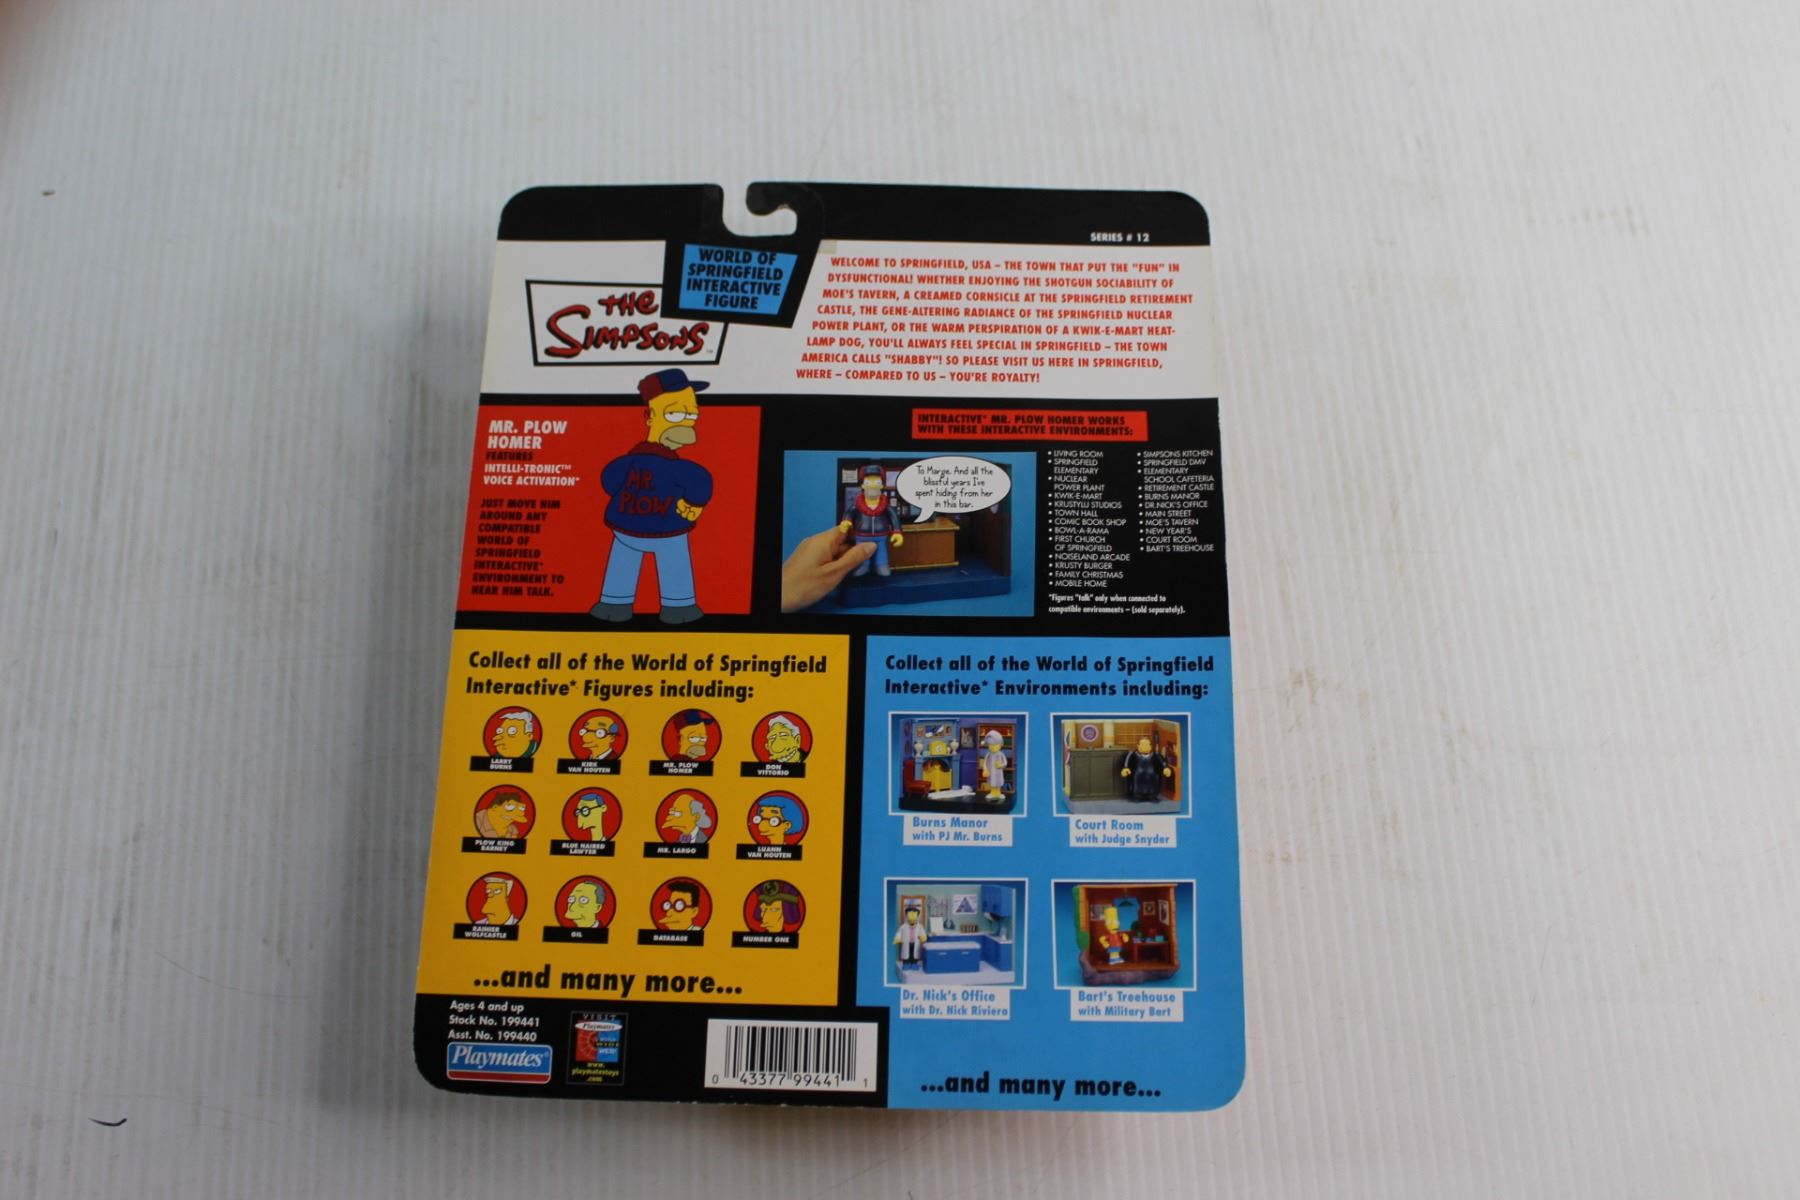 SERIES # 12
WORLD OF
SPRINGFIELD
INTERACTIVE
FIGURE
THE
SIMPSONS
WELCOME TO SPRINGFIELD, USA – THE TOWN THAT PUT THE "FUN" IN
DYSFUNCTIONAL! WHETHER ENJOYING THE SHOTGUN SOCIABILITY OF
MOE'S TAVERN, A CREAMED CORNSICLE AT THE SPRINGFIELD RETIREMENT
CASTLE, THE GENE-ALTERING RADIANCE OF THE SPRINGFIELD NUCLEAR
POWER PLANT, OR THE WARM PERSPIRATION OF A KWIK-E-MART HEAT-
LAMP DOG, YOU'LL ALWAYS FEEL SPECIAL IN SPRINGFIELD – THE TOWN
AMERICA CALLS "SHABBY"! SO PLEASE VISIT US HERE IN SPRINGFIELD,
WHERE – COMPARED TO US – YOU'RE ROYALTY!
MR. PLOW
HOMER
FEATURES
INTELLI-TRONIC™
VOICE ACTIVATION*
JUST MOVE HIM
AROUND ANY
COMPATIBLE
WORLD OF
SPRINGFIELD
INTERACTIVE*
ENVIRONMENT TO
HEAR HIM TALK.
MR
PLOW
INTERACTIVE* MR. PLOW HOMER WORKS
WITH THESE INTERACTIVE ENVIRONMENTS:
To Marge. And all the
blissful years I've
spent hiding from her
in this bar.
• LIVING ROOM
• SPRINGFIELD
ELEMENTARY
• NUCLEAR
POWER PLANT
• KWIK-E-MART
• KRUSTYLU STUDIOS
• TOWN HALL
• COMIC BOOK SHOP
• BOWL-A-RAMA
• FIRST CHURCH
OF SPRINGFIELD
• NOISELAND ARCADE
• KRUSTY BURGER
• FAMILY CHRISTMAS
• MOBILE HOME
• SIMPSONS KITCHEN
• SPRINGFIELD DMV
• ELEMENTARY
SCHOOL CAFETERIA
• RETIREMENT CASTLE
• BURNS MANOR
• DR.NICK'S OFFICE
• MAIN STREET
• MOE'S TAVERN
• NEW YEAR'S
• COURT ROOM
• BART'S TREEHOUSE
*Figures "talk" only when connected to
compatible environments – (sold separately).
Collect all of the World of Springfield
Interactive* Figures including:
LARRY
BURNS
KIRK
VAN HOUTEN
MR. PLOW
HOMER
DON
VITTORIO
PLOW KING
BARNEY
BLUE HAIRED
LAWYER
MR. LARGO
LUANN
VAN HOUTEN
RAINIER
WOLFCASTLE
GIL
DATABASE
NUMBER ONE
...and many more...
Collect all of the World of Springfield
Interactive* Environments including:
Burns Manor
with PJ Mr. Burns
Court Room
with Judge Snyder
Dr. Nick's Office
with Dr. Nick Riviera
Bart's Treehouse
with Military Bart
...and many more...
Ages 4 and up
Stock No. 199441
Asst. No. 199440
Playmates®
VISIT
Playmates
WORLD
WIDE
WEB!
www.
playmatestoys
.com
0 43377 99441 1